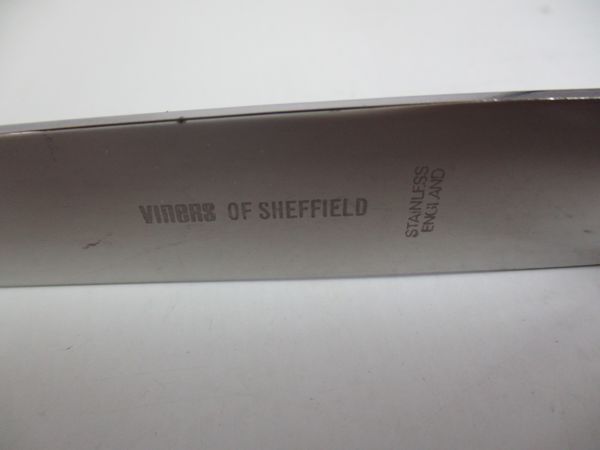 VINERS OF SHEFFIELD
STAINLESS
ENGLAND